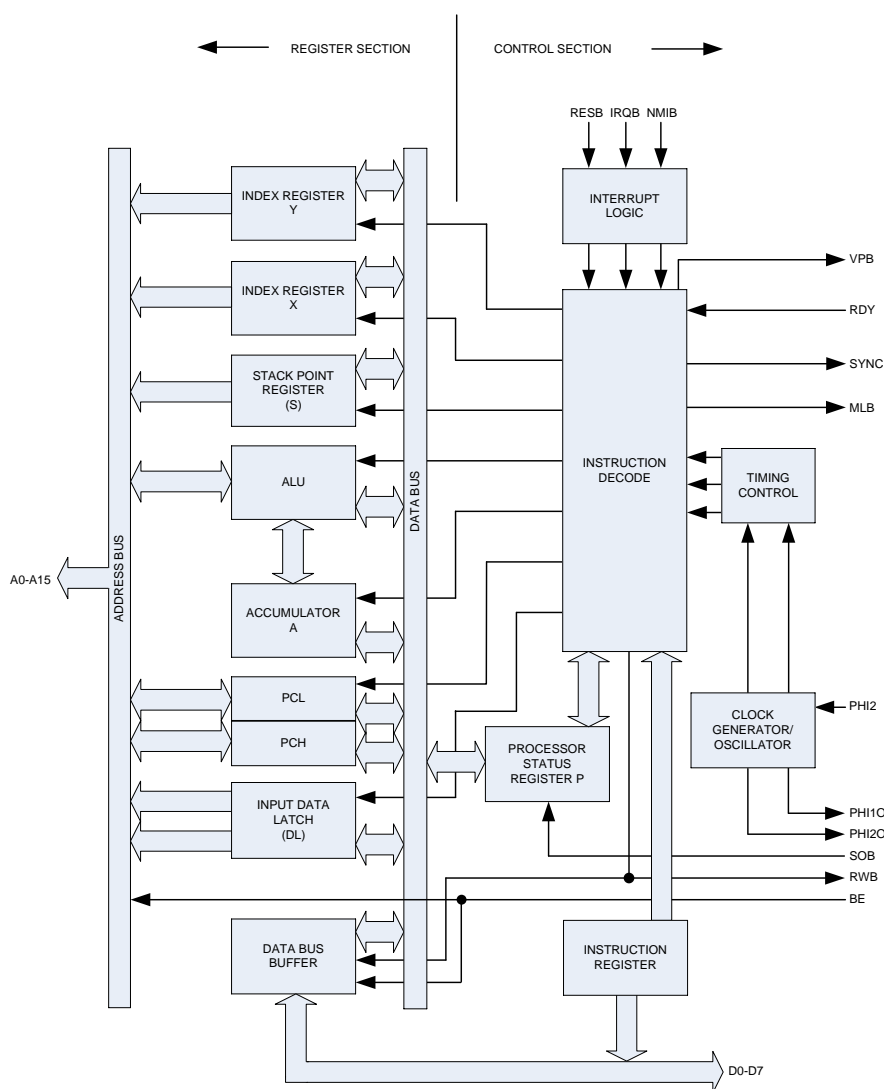 REGISTER SECTION
CONTROL SECTION
RESB IRQB NMIB
INTERRUPT
LOGIC
INDEX REGISTER
Y
INDEX REGISTER
X
STACK POINT
REGISTER
(S)
ALU
ACCUMULATOR
A
PCL
PCH
INPUT DATA
LATCH
(DL)
DATA BUS
BUFFER
ADDRESS BUS
DATA BUS
A0-A15
INSTRUCTION
DECODE
TIMING
CONTROL
CLOCK
GENERATOR/
OSCILLATOR
PROCESSOR
STATUS
REGISTER P
INSTRUCTION
REGISTER
VPB
RDY
SYNC
MLB
PHI2
PHI1O
PHI2O
SOB
RWB
BE
D0-D7